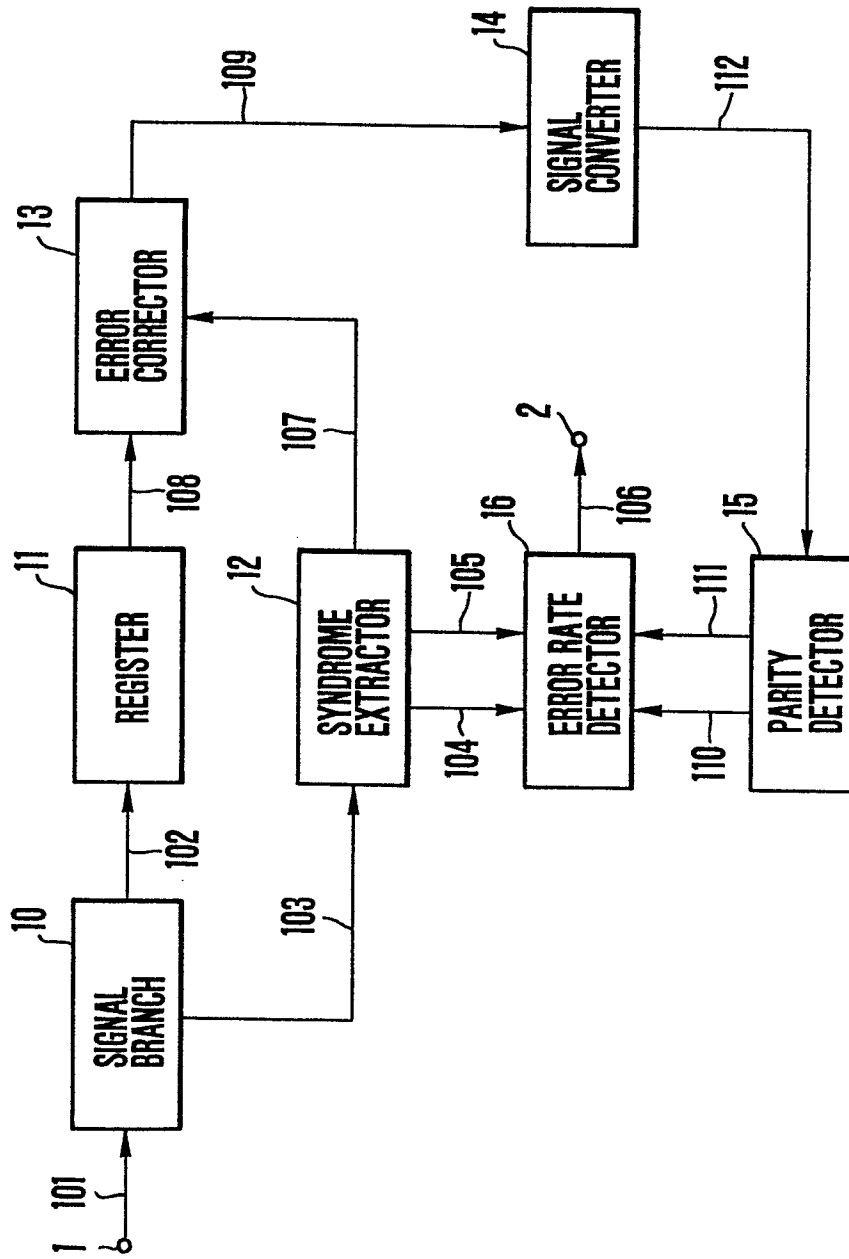 1
101
10
SIGNAL
BRANCH
102
11
REGISTER
108
13
ERROR
CORRECTOR
109
103
12
SYNDROME
EXTRACTOR
107
104
105
16
ERROR RATE
DETECTOR
106
2
14
SIGNAL
CONVERTER
112
110
111
15
PARITY
DETECTOR